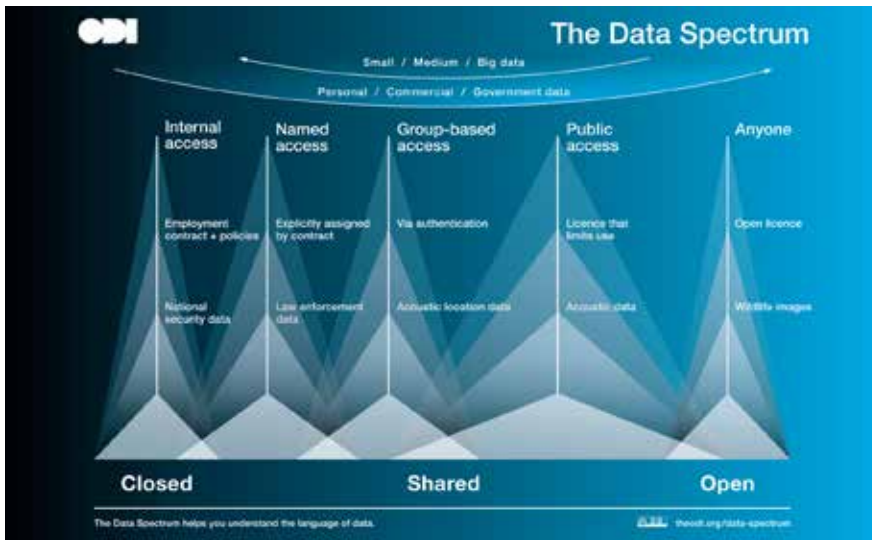 ODI
The Data Spectrum
Small / Medium / Big data
Personal / Commercial / Government data
Internal
access
Named
access
Group-based
access
Public
access
Anyone
Employment
contract + policies
Explicitly assigned
by contract
Via authentication
Licence that
limits use
Open licence
National
security data
Law enforcement
data
Acoustic location data
Acoustic data
Wildlife images
Closed
Shared
Open
The Data Spectrum helps you understand the language of data.
theodi.org/data-spectrum